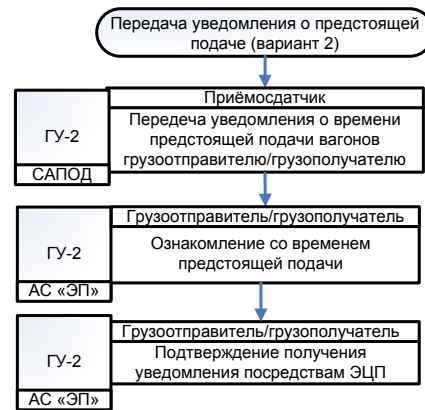 Передача уведомления о предстоящей
подаче (вариант 2)
Приёмосдатчик
ГУ-2
Передача уведомления о времени
предстоящей подачи вагонов
грузоотправителю/грузополучателю
САПОД
Грузоотправитель/грузополучатель
ГУ-2
Ознакомление со временем
предстоящей подачи
АС «ЭП»
Грузоотправитель/грузополучатель
ГУ-2
Подтверждение получения
уведомления посредствам ЭЦП
АС «ЭП»